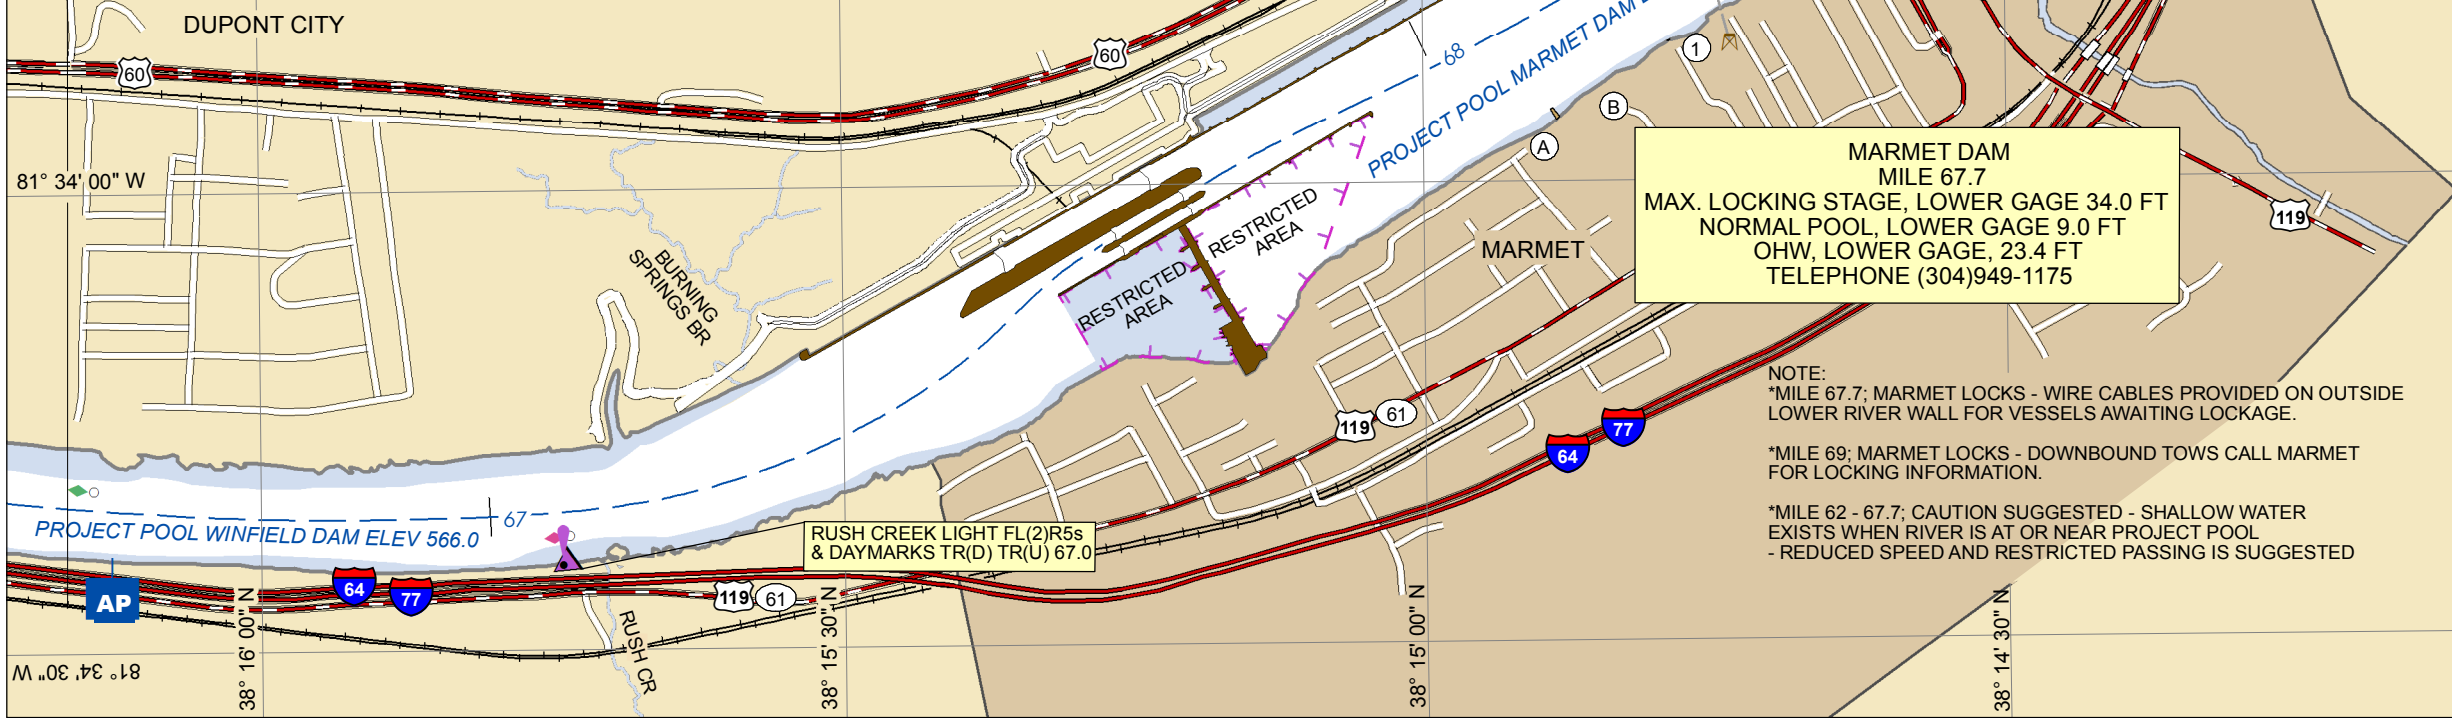 DUPONT CITY
60
60
68
PROJECT POOL MARMET DAM
1
B
A
81° 34' 00" W
MARMET DAM
MILE 67.7
MAX. LOCKING STAGE, LOWER GAGE 34.0 FT
NORMAL POOL, LOWER GAGE 9.0 FT
OHW, LOWER GAGE, 23.4 FT
TELEPHONE (304)949-1175
119
RESTRICTED
AREA
RESTRICTED
AREA
MARMET
BURNING
SPRINGS BR
NOTE:
*MILE 67.7; MARMET LOCKS - WIRE CABLES PROVIDED ON OUTSIDE
LOWER RIVER WALL FOR VESSELS AWAITING LOCKAGE.
*MILE 69; MARMET LOCKS - DOWNBOUND TOWS CALL MARMET
FOR LOCKING INFORMATION.
*MILE 62 - 67.7; CAUTION SUGGESTED - SHALLOW WATER
EXISTS WHEN RIVER IS AT OR NEAR PROJECT POOL
- REDUCED SPEED AND RESTRICTED PASSING IS SUGGESTED
119
61
64
77
67
PROJECT POOL WINFIELD DAM ELEV 566.0
RUSH CREEK LIGHT FL(2)R5s
& DAYMARKS TR(D) TR(U) 67.0
AP
64
77
119
61
RUSH CR
81° 34' 30" W
38° 16' 00" N
38° 15' 30" N
38° 15' 00" N
38° 14' 30" N